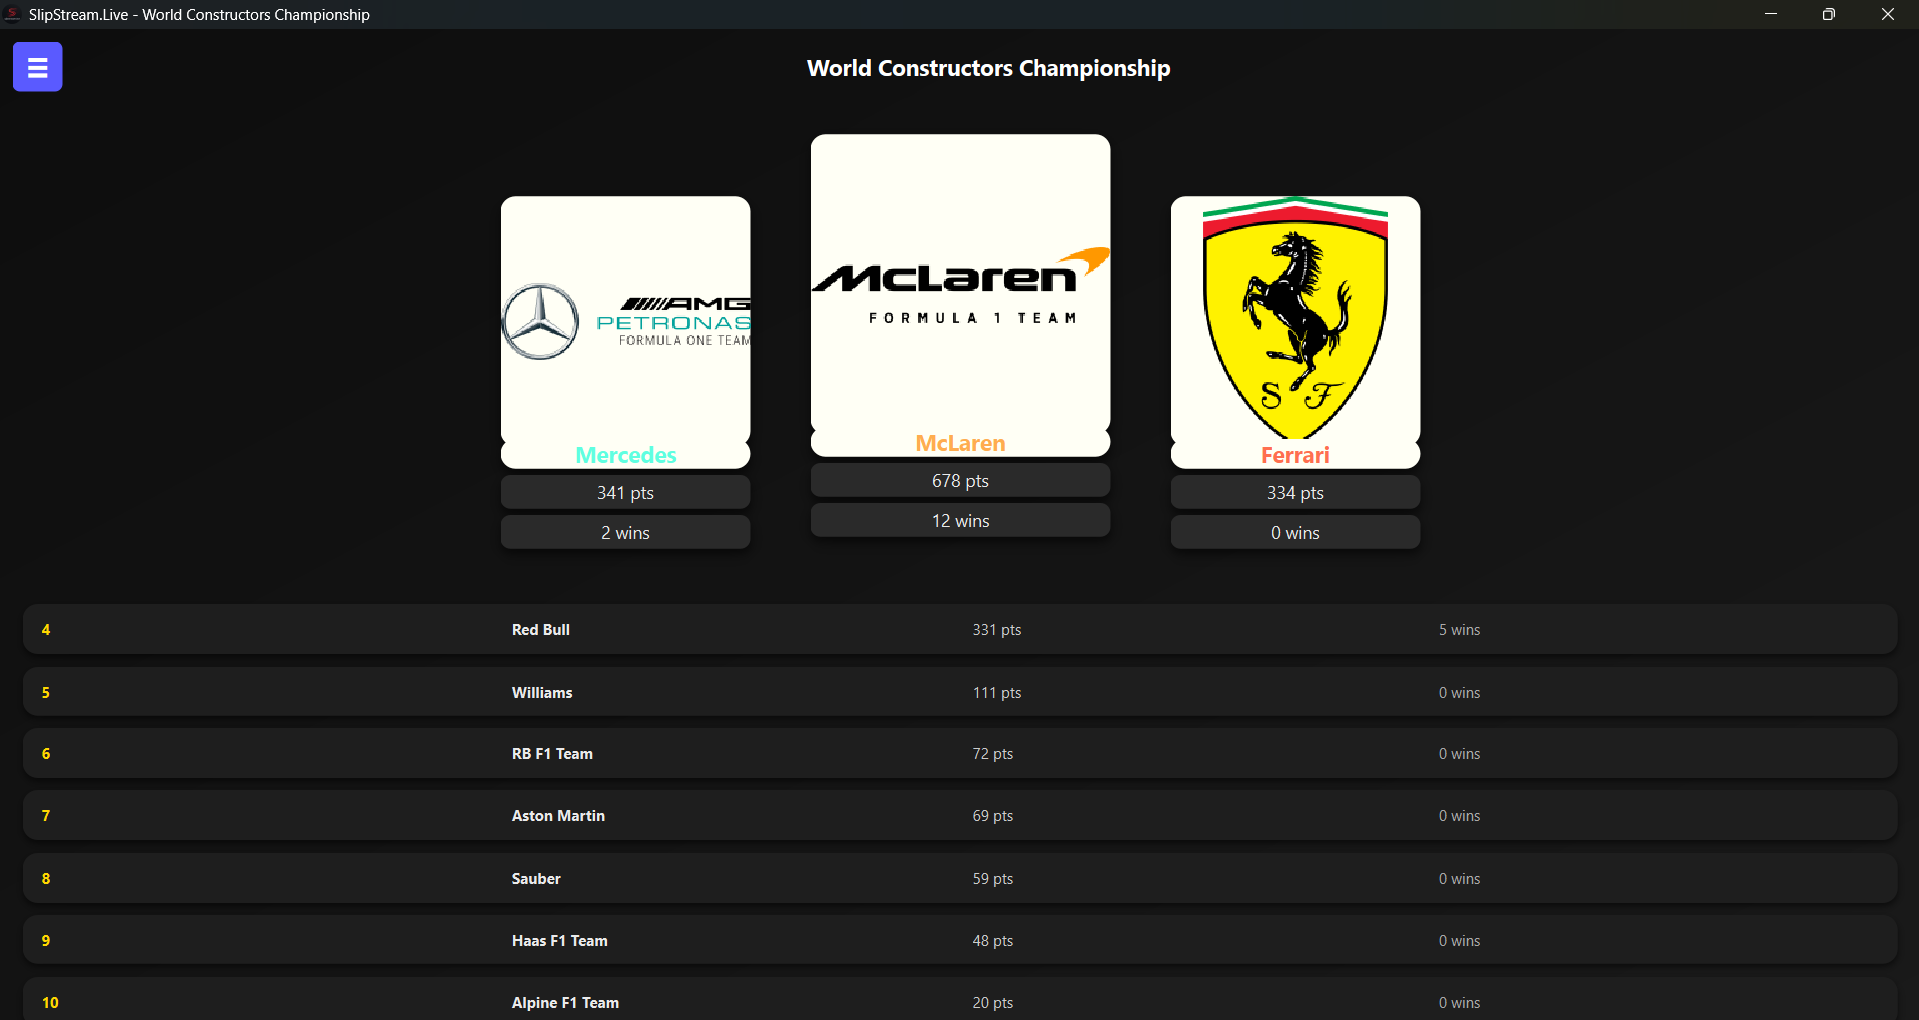 SlipStream.Live - World Constructors Championship
World Constructors Championship
AMG
PETRONAS
FORMULA ONE TEAM
Mercedes
341 pts
2 wins
McLaren
FORMULA 1 TEAM
McLaren
678 pts
12 wins
S F
Ferrari
334 pts
0 wins
4 Red Bull 331 pts 5 wins
5 Williams 111 pts 0 wins
6 RB F1 Team 72 pts 0 wins
7 Aston Martin 69 pts 0 wins
8 Sauber 59 pts 0 wins
9 Haas F1 Team 48 pts 0 wins
10 Alpine F1 Team 20 pts 0 wins